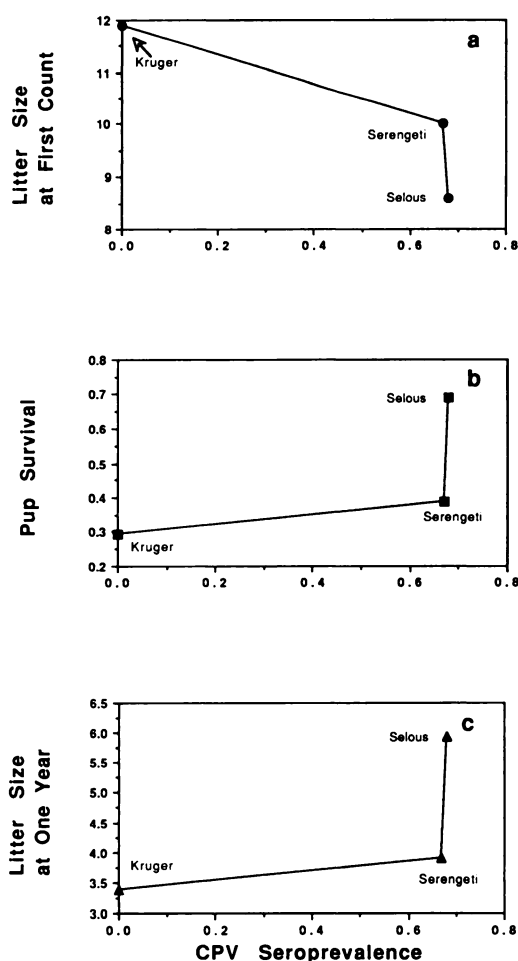 a
Litter Size
at First Count
12
11
10
9
8
Kruger
Serengeti
Selous
0.0 0.2 0.4 0.6 0.8
b
Pup Survival
0.8
0.7
0.6
0.5
0.4
0.3
0.2
Selous
Serengeti
Kruger
0.0 0.2 0.4 0.6 0.8
c
Litter Size
at One Year
6.5
6.0
5.5
5.0
4.5
4.0
3.5
3.0
Selous
Kruger
Serengeti
0.0 0.2 0.4 0.6 0.8
CPV Seroprevalence